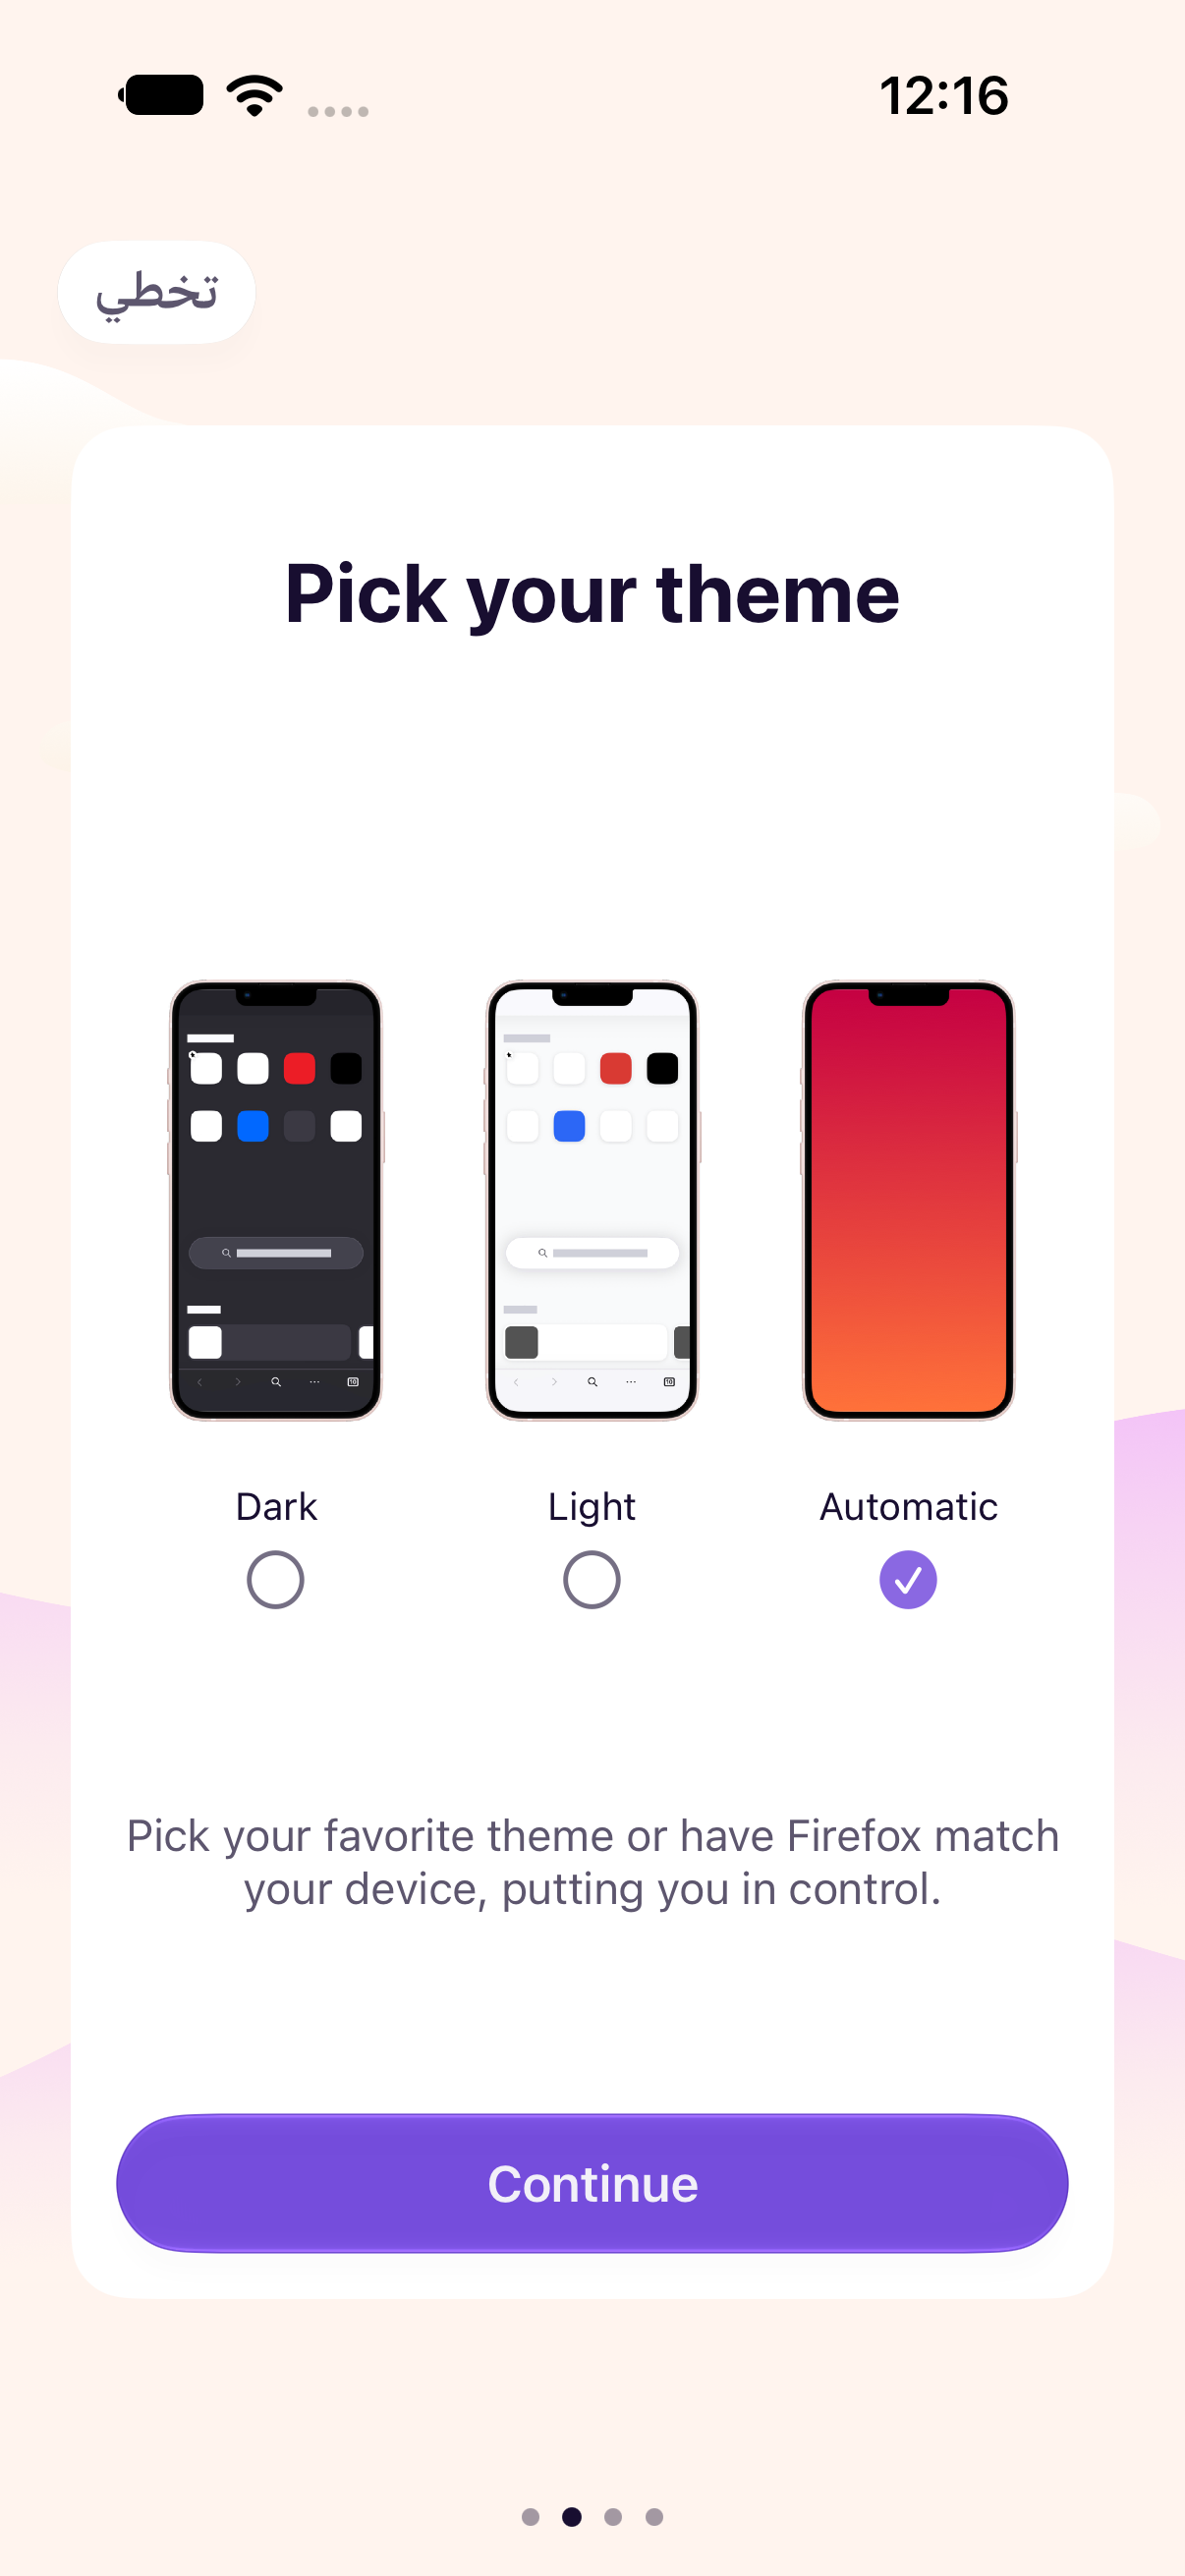 12:16
تخطي
Pick your theme
Dark
Light
Automatic
Pick your favorite theme or have Firefox match
your device, putting you in control.
Continue